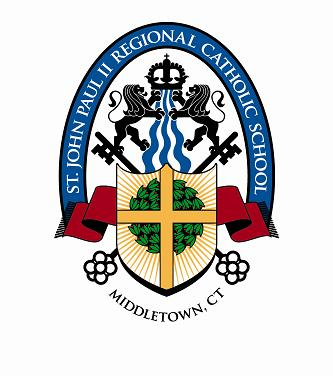 ST. JOHN PAUL II REGIONAL CATHOLIC SCHOOL
MIDDLETOWN, CT